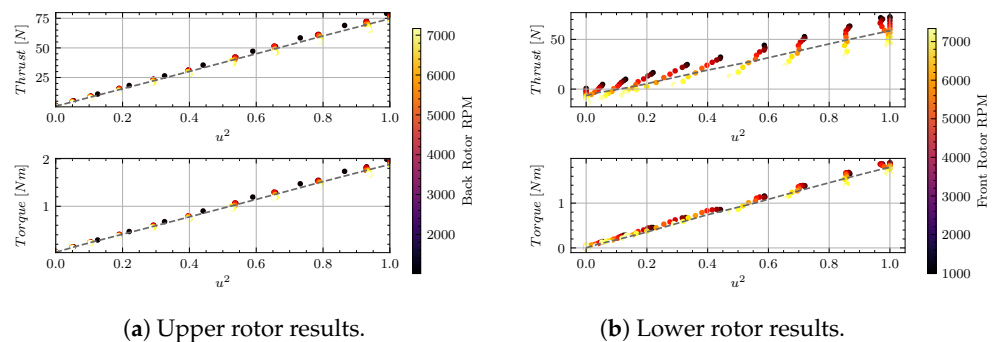 75
50
25
Thrust [N]
0.0 0.2 0.4 0.6 0.8 1.0
u²
2
1
Torque [Nm]
0.0 0.2 0.4 0.6 0.8 1.0
u²
7000
6000
5000
4000
3000
2000
Back Rotor RPM
(a) Upper rotor results.
50
0
Thrust [N]
0.0 0.2 0.4 0.6 0.8 1.0
u²
1
0
Torque [Nm]
0.0 0.2 0.4 0.6 0.8 1.0
u²
7000
6000
5000
4000
3000
2000
1000
Front Rotor RPM
(b) Lower rotor results.